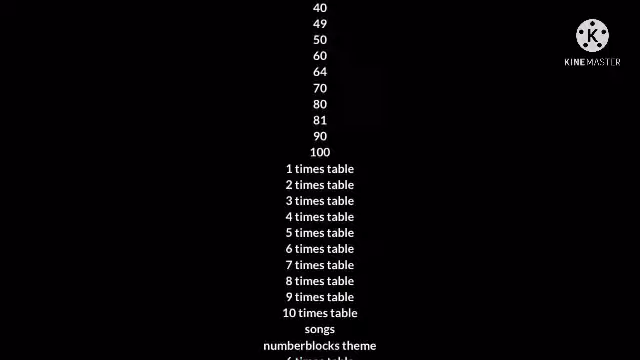 40
49
50
60
64
70
80
81
90
100
1 times table
2 times table
3 times table
4 times table
5 times table
6 times table
7 times table
8 times table
9 times table
10 times table
songs
numberblocks theme
K
KINEMASTER